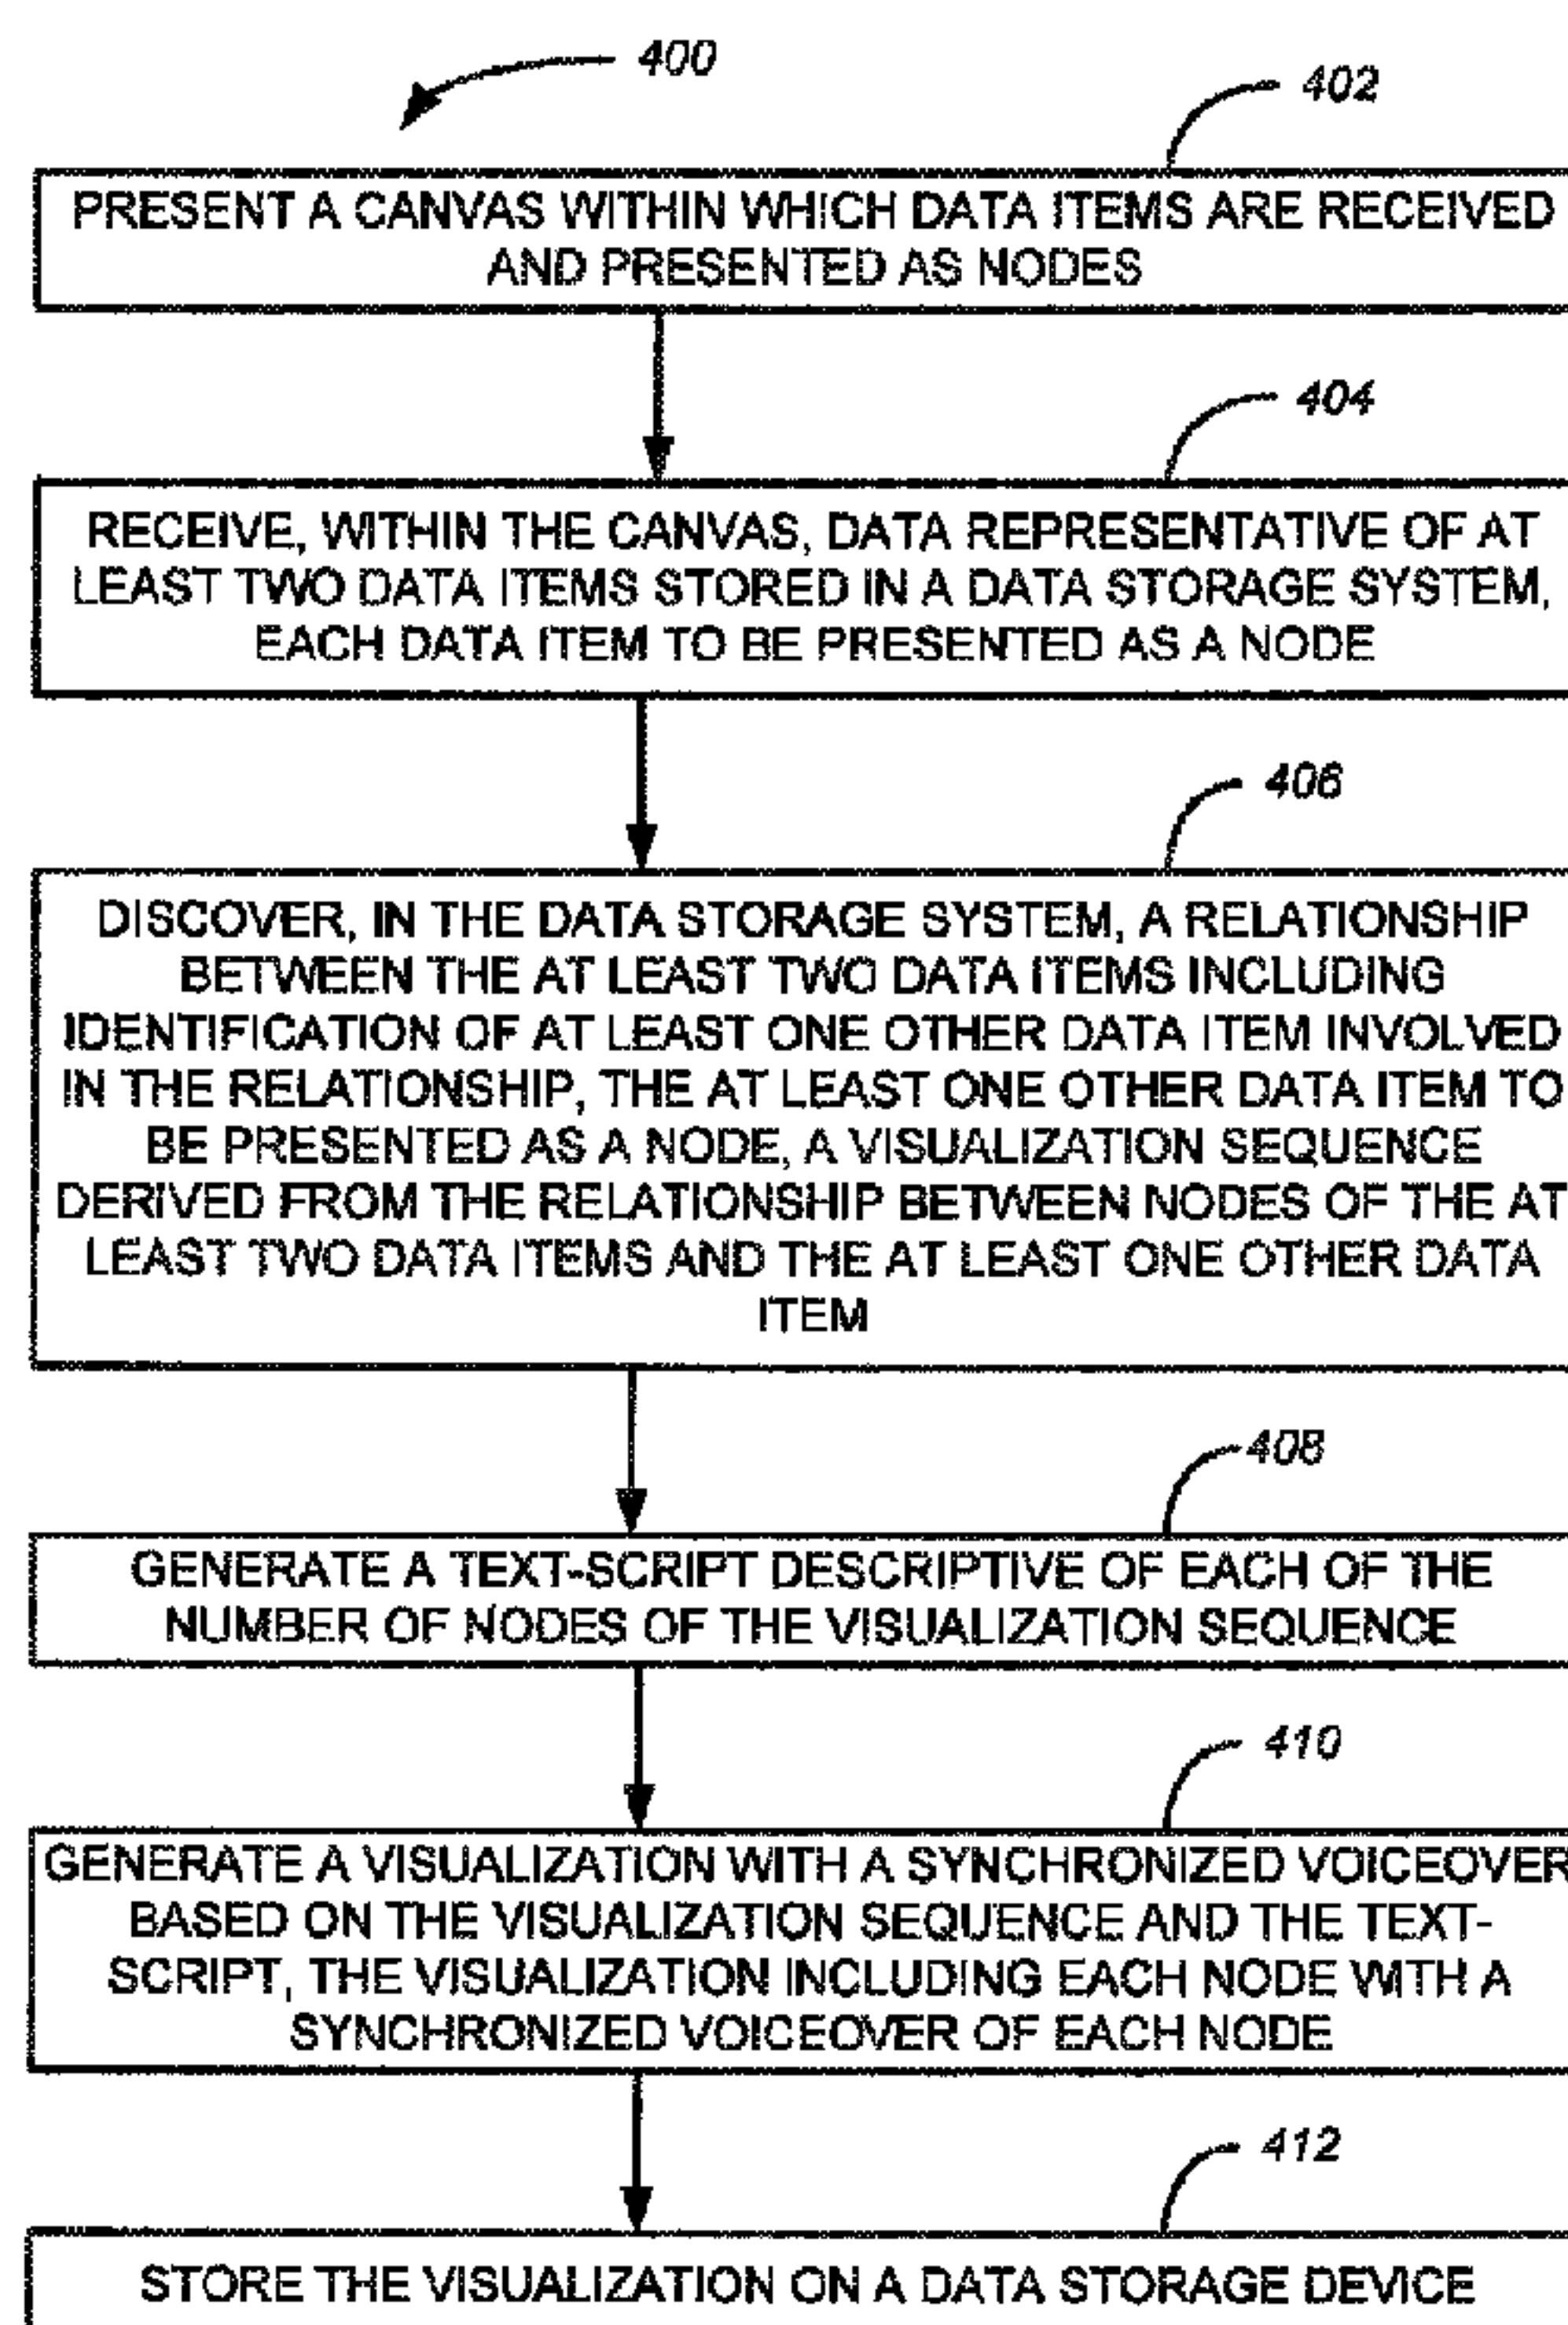 400
402
PRESENT A CANVAS WITHIN WHICH DATA ITEMS ARE RECEIVED
AND PRESENTED AS NODES
404
RECEIVE, WITHIN THE CANVAS, DATA REPRESENTATIVE OF AT
LEAST TWO DATA ITEMS STORED IN A DATA STORAGE SYSTEM,
EACH DATA ITEM TO BE PRESENTED AS A NODE
406
DISCOVER, IN THE DATA STORAGE SYSTEM, A RELATIONSHIP
BETWEEN THE AT LEAST TWO DATA ITEMS INCLUDING
IDENTIFICATION OF AT LEAST ONE OTHER DATA ITEM INVOLVED
IN THE RELATIONSHIP, THE AT LEAST ONE OTHER DATA ITEM TO
BE PRESENTED AS A NODE, A VISUALIZATION SEQUENCE
DERIVED FROM THE RELATIONSHIP BETWEEN NODES OF THE AT
LEAST TWO DATA ITEMS AND THE AT LEAST ONE OTHER DATA
ITEM
408
GENERATE A TEXT-SCRIPT DESCRIPTIVE OF EACH OF THE
NUMBER OF NODES OF THE VISUALIZATION SEQUENCE
410
GENERATE A VISUALIZATION WITH A SYNCHRONIZED VOICEOVER
BASED ON THE VISUALIZATION SEQUENCE AND THE TEXT-
SCRIPT, THE VISUALIZATION INCLUDING EACH NODE WITH A
SYNCHRONIZED VOICEOVER OF EACH NODE
412
STORE THE VISUALIZATION ON A DATA STORAGE DEVICE